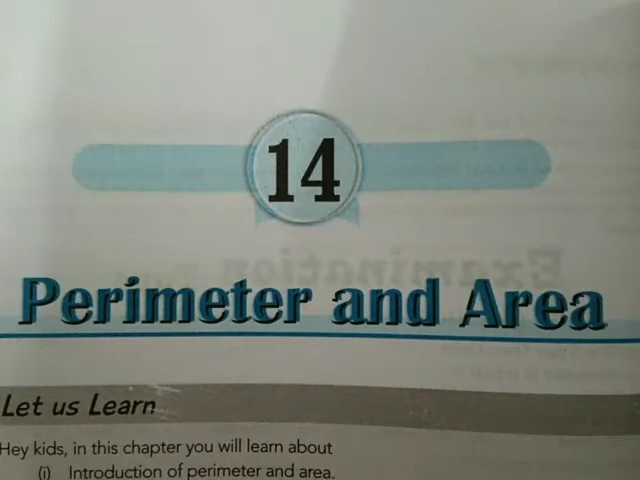 14
Perimeter and Area
Let us Learn
Hey kids, in this chapter you will learn about
(i) Introduction of perimeter and area.